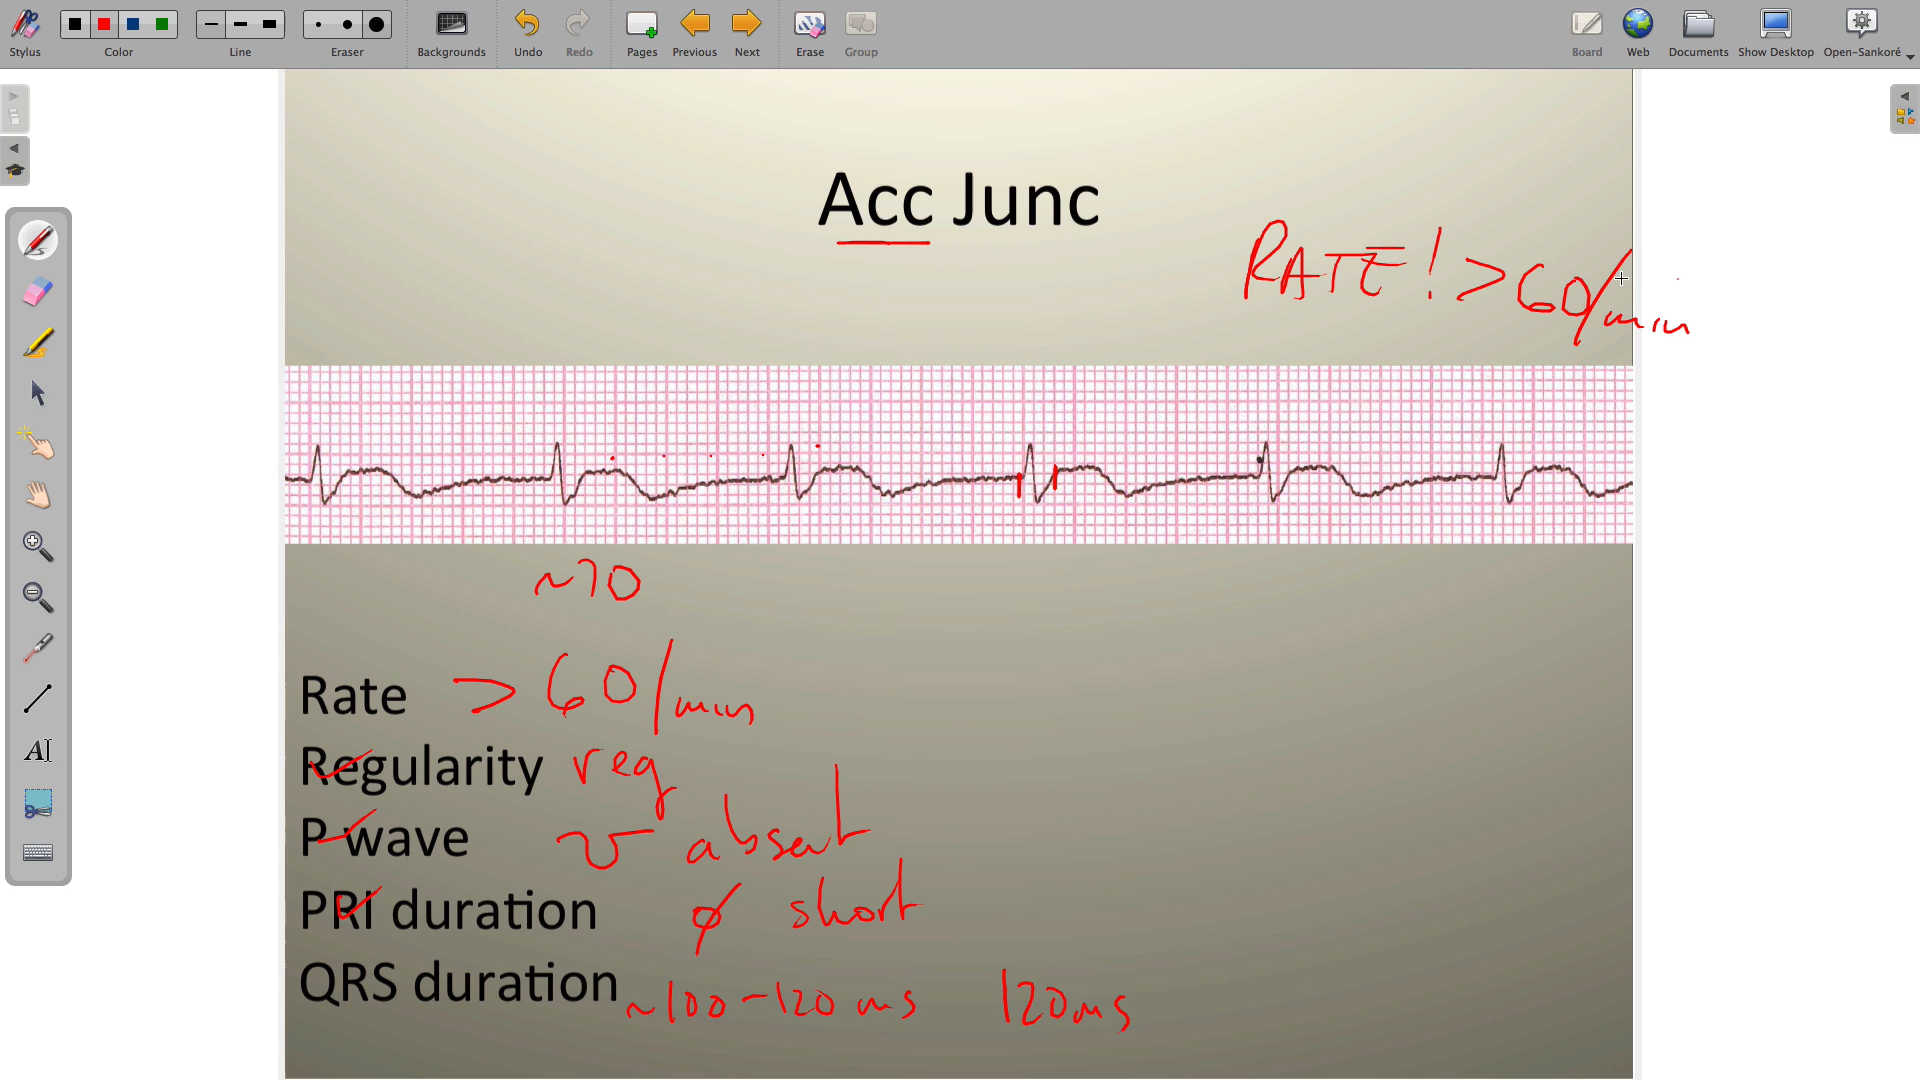 Stylus Color Line Eraser Backgrounds Undo Redo Pages Previous Next Erase Group Board Web Documents Show Desktop Open-Sankoré
Acc Junc
RATE! >60/min
~70
Rate >60/min
Regularity reg
P wave absent
PRI duration ø short
QRS duration ~100-120ms 120ms
AI